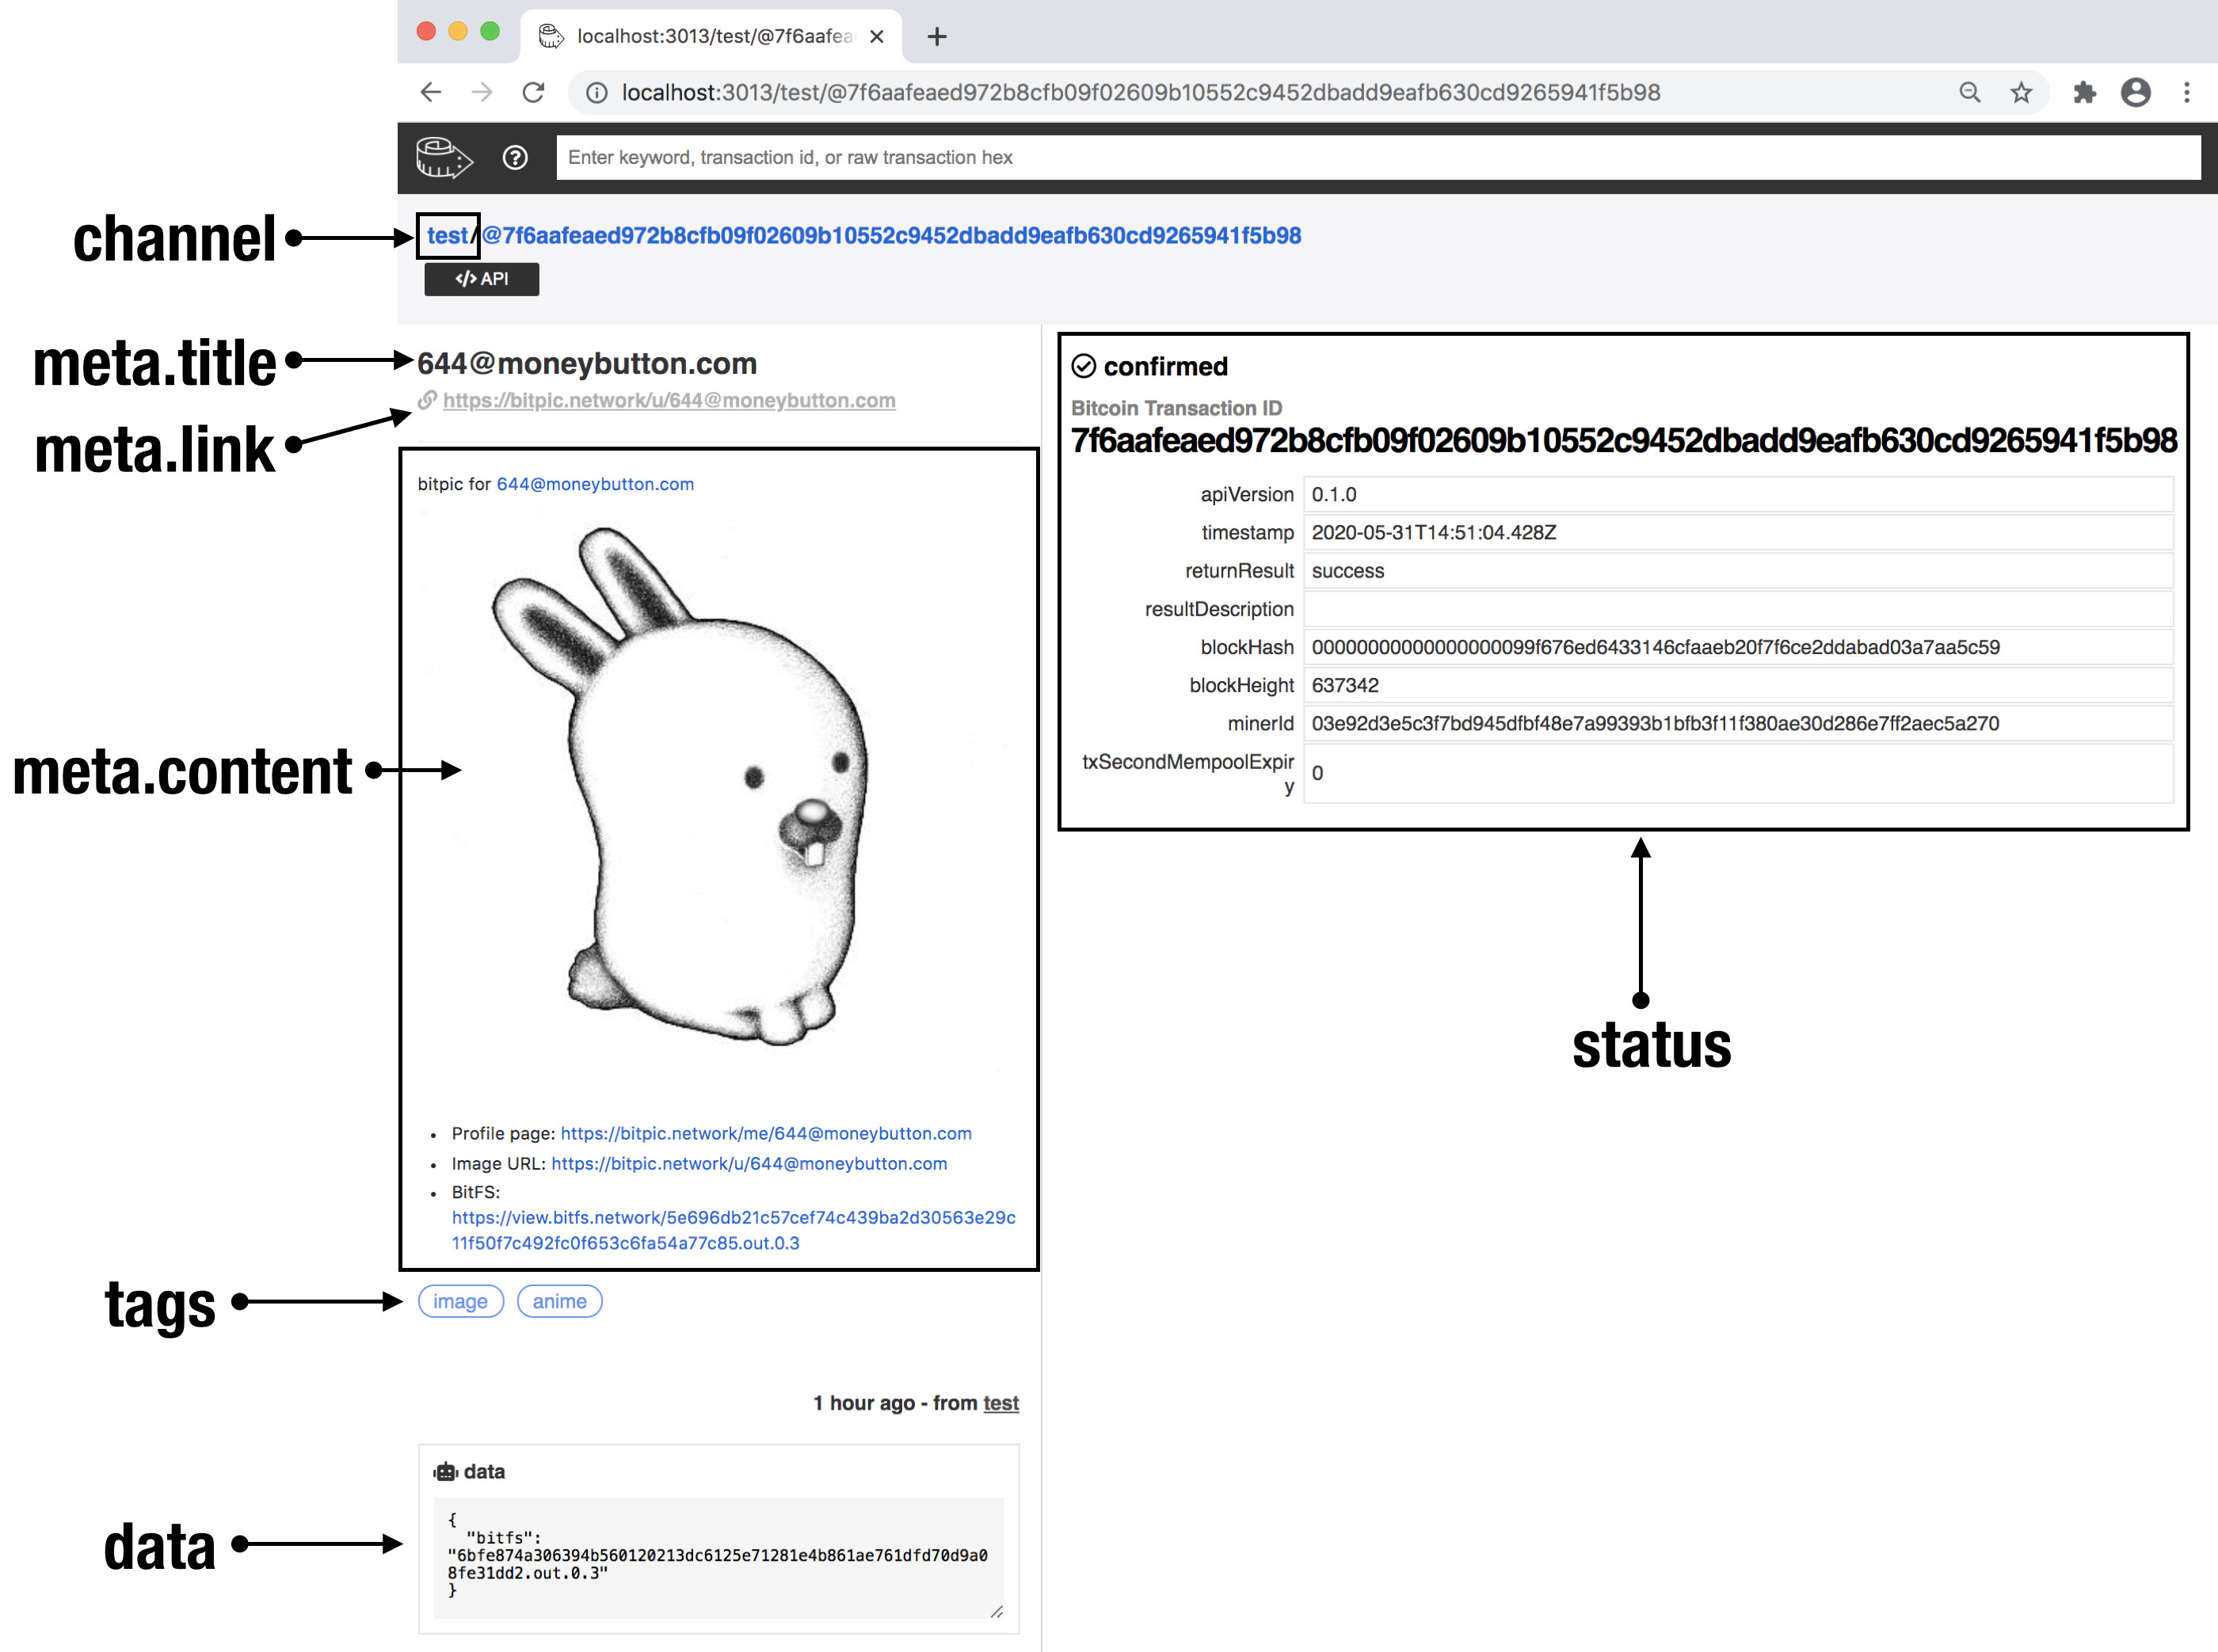 localhost:3013/test/@7f6aafea
localhost:3013/test/@7f6aafeaed972b8cfb09f02609b10552c9452dbadd9eafb630cd9265941f5b98
Enter keyword, transaction id, or raw transaction hex
channel
test/@7f6aafeaed972b8cfb09f02609b10552c9452dbadd9eafb630cd9265941f5b98
</> API
meta.title
644@moneybutton.com
meta.link
https://bitpic.network/u/644@moneybutton.com
meta.content
bitpic for 644@moneybutton.com
Profile page: https://bitpic.network/me/644@moneybutton.com
Image URL: https://bitpic.network/u/644@moneybutton.com
BitFS:
https://view.bitfs.network/5e696db21c57cef74c439ba2d30563e29c
11f50f7c492fc0f653c6fa54a77c85.out.0.3
tags
image anime
1 hour ago - from test
data
data
{
"bitfs":
"6bfe874a306394b560120213dc6125e71281e4b861ae761dfd70d9a0
8fe31dd2.out.0.3"
}
confirmed
Bitcoin Transaction ID
7f6aafeaed972b8cfb09f02609b10552c9452dbadd9eafb630cd9265941f5b98
apiVersion 0.1.0
timestamp 2020-05-31T14:51:04.428Z
returnResult success
resultDescription
blockHash 00000000000000000099f676ed6433146cfaaeb20f7f6ce2ddabad03a7aa5c59
blockHeight 637342
minerId 03e92d3e5c3f7bd945dfbf48e7a99393b1bfb3f11f380ae30d286e7ff2aec5a270
txSecondMempoolExpir
y 0
status